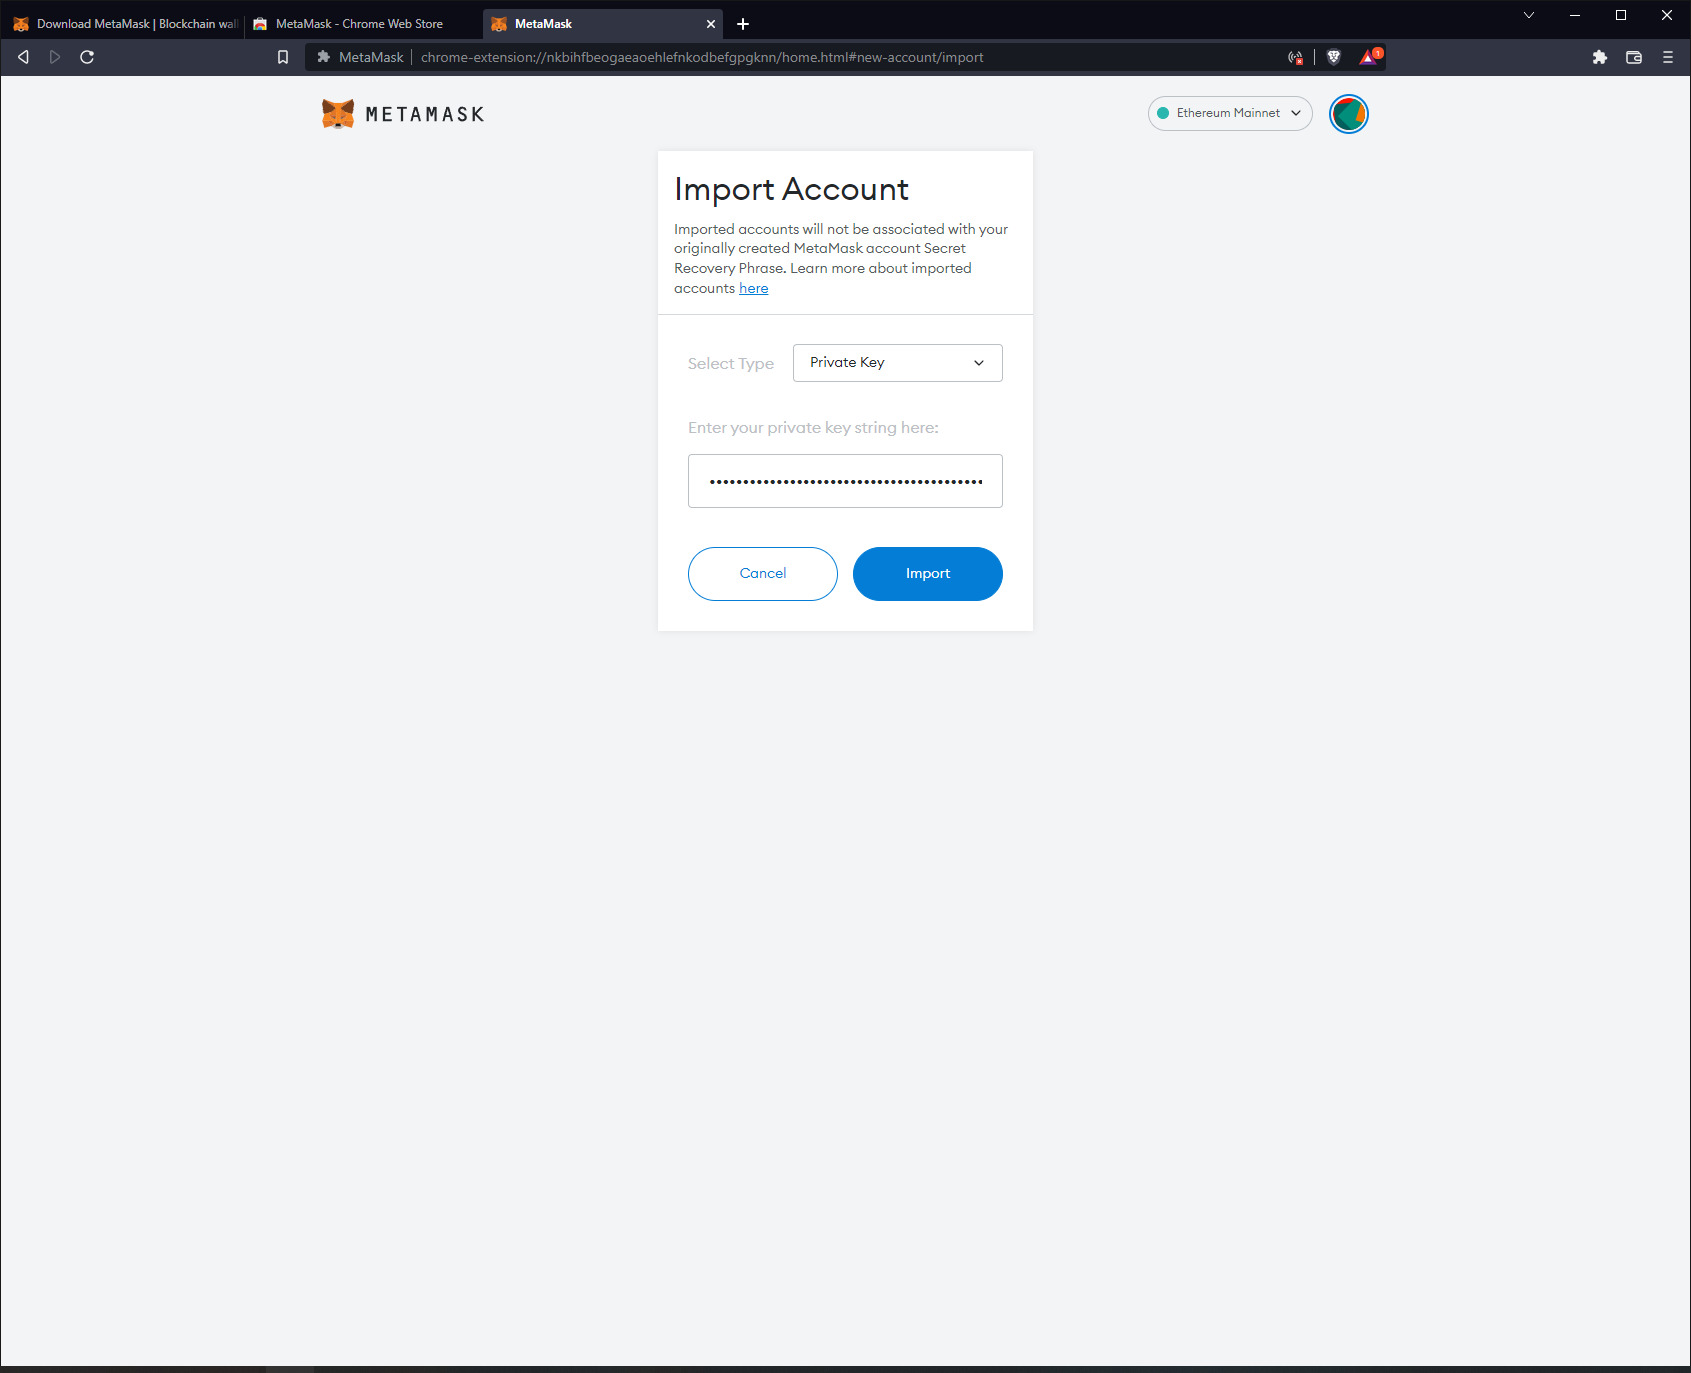 Download MetaMask | Blockchain wal
MetaMask - Chrome Web Store
MetaMask
MetaMask
chrome-extension://nkbihfbeogaeaoehlefnkodbefgpgknn/home.html#new-account/import
1
METAMASK
Ethereum Mainnet
Import Account
Imported accounts will not be associated with your
originally created MetaMask account Secret
Recovery Phrase. Learn more about imported
accounts here
Select Type
Private Key
Enter your private key string here:
Cancel
Import